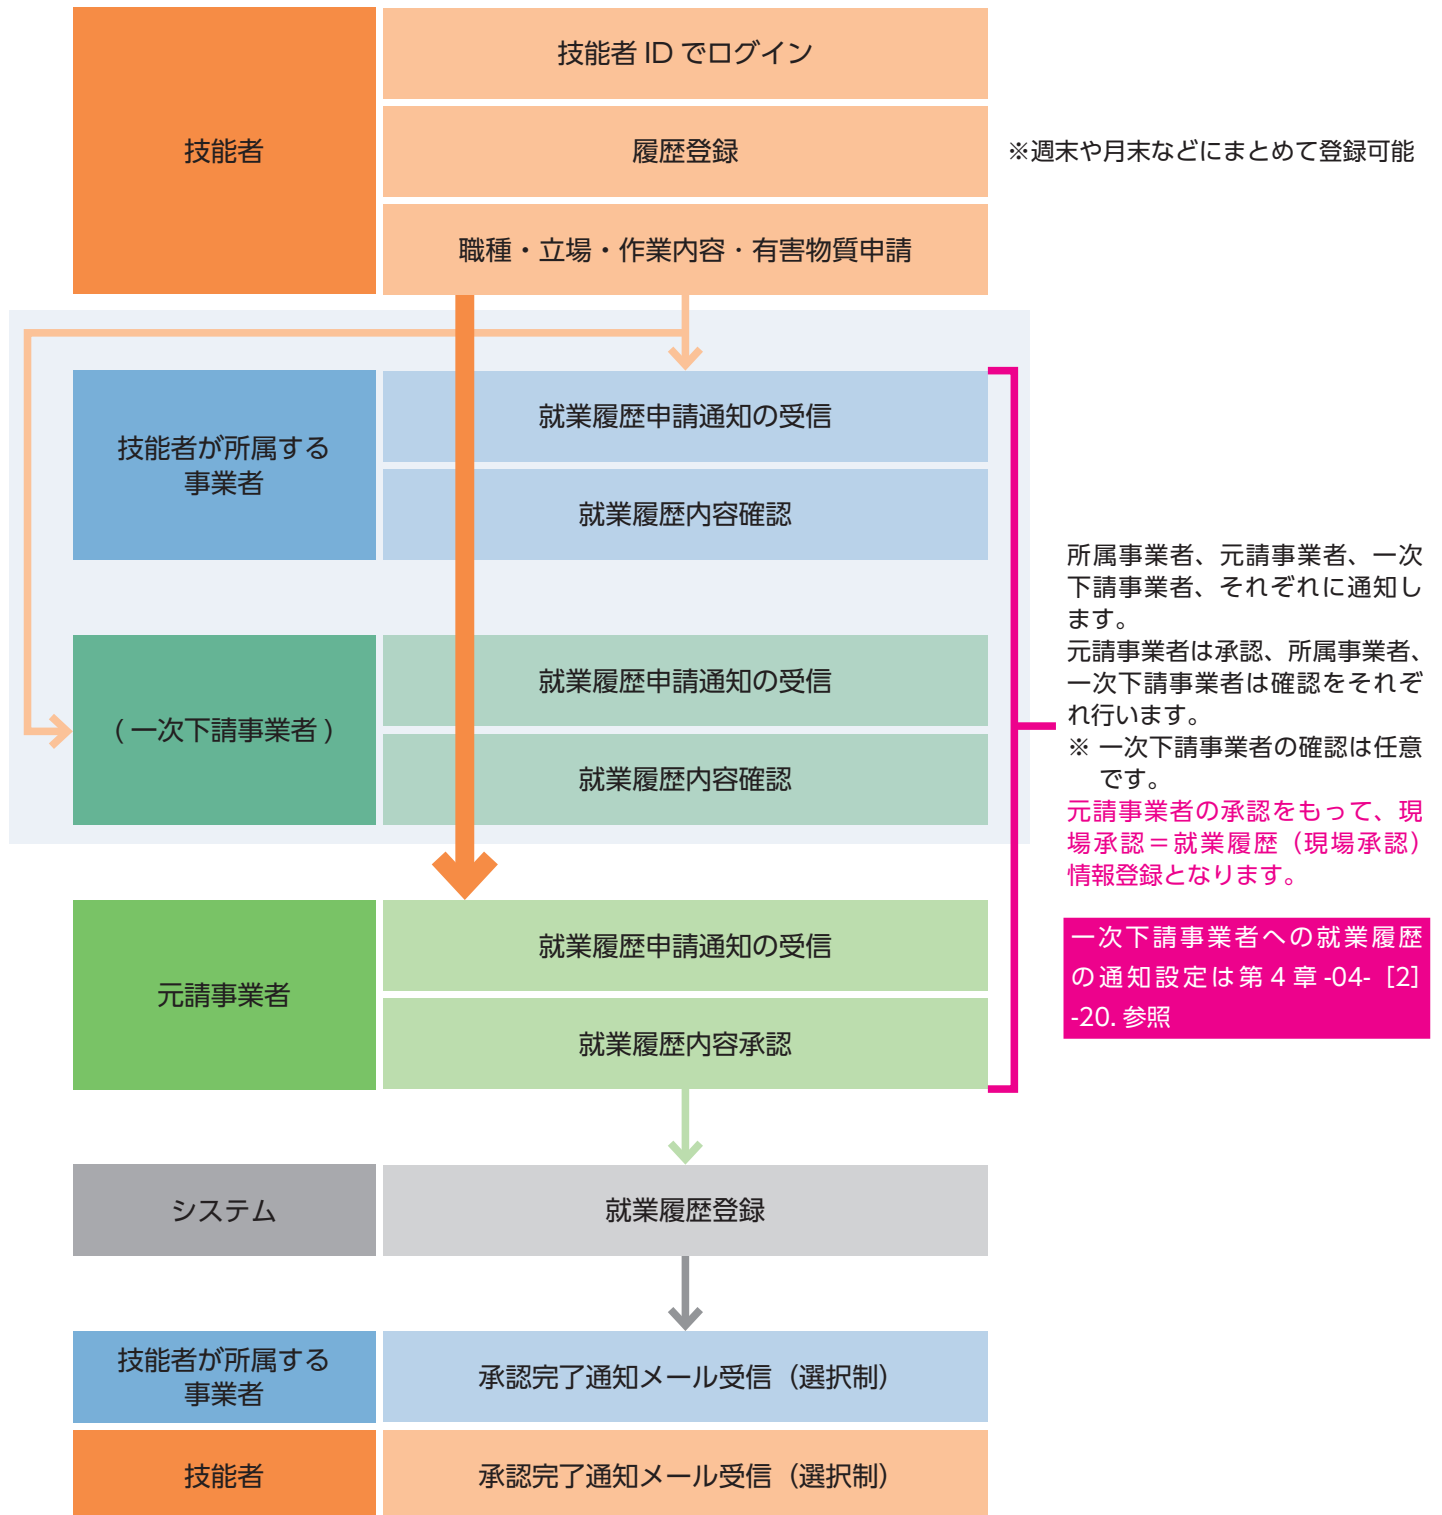 技能者
技能者 ID でログイン
履歴登録
※週末や月末などにまとめて登録可能
職種・立場・作業内容・有害物質申請
技能者が所属する
事業者
就業履歴申請通知の受信
就業履歴内容確認
( 一次下請事業者 )
就業履歴申請通知の受信
就業履歴内容確認
所属事業者、元請事業者、一次
下請事業者、それぞれに通知し
ます。
元請事業者は承認、所属事業者、
一次下請事業者は確認をそれぞ
れ行います。
※ 一次下請事業者の確認は任意
です。
元請事業者の承認をもって、現
場承認＝就業履歴（現場承認）
情報登録となります。
一次下請事業者への就業履歴
の通知設定は第 4 章 -04-［2］
-20. 参照
元請事業者
就業履歴申請通知の受信
就業履歴内容承認
システム
就業履歴登録
技能者が所属する
事業者
承認完了通知メール受信（選択制）
技能者
承認完了通知メール受信（選択制）